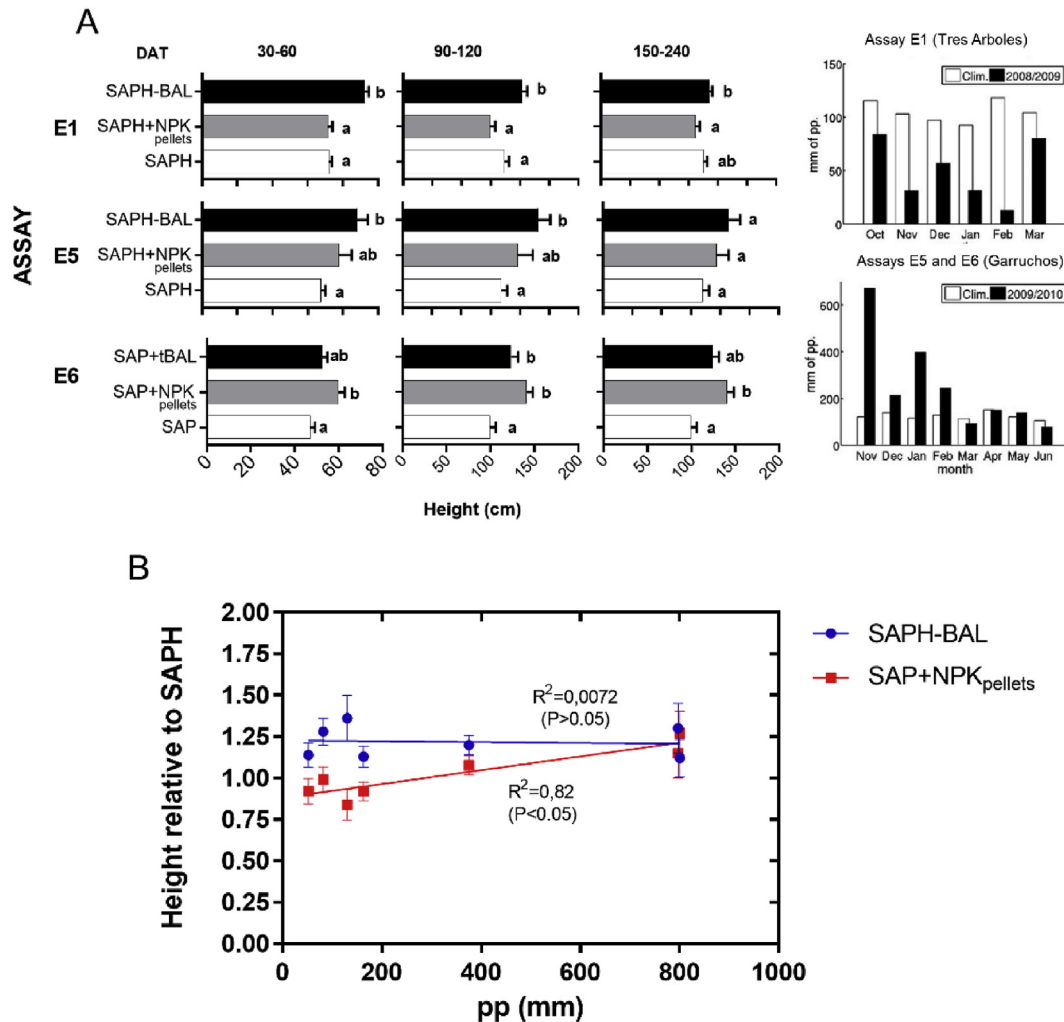 A
DAT 30-60 90-120 150-240
ASSAY
E1
SAPH-BAL b b b
SAPH+NPK pellets a a a
SAPH a a ab
E5
SAPH-BAL b b a
SAPH+NPK pellets ab ab a
SAPH a a a
E6
SAP+tBAL ab b ab
SAP+NPK pellets b b b
SAP a a a
0 20 40 60 80 0 50 100 150 200 0 50 100 150 200
Height (cm)
Assay E1 (Tres Arboles)
Clim. 2008/2009
mm of pp.
150
100
50
0
Oct Nov Dec Jan Feb Mar
Assays E5 and E6 (Garruchos)
Clim. 2009/2010
mm of pp.
600
400
200
0
Nov Dec Jan Feb Mar Apr May Jun
month
B
Height relative to SAPH
2.00
1.75
1.50
1.25
1.00
0.75
0.50
0.25
0.00
R²=0,0072
(P>0.05)
R²=0,82
(P<0.05)
0 200 400 600 800 1000
pp (mm)
SAPH-BAL
SAP+NPKpellets